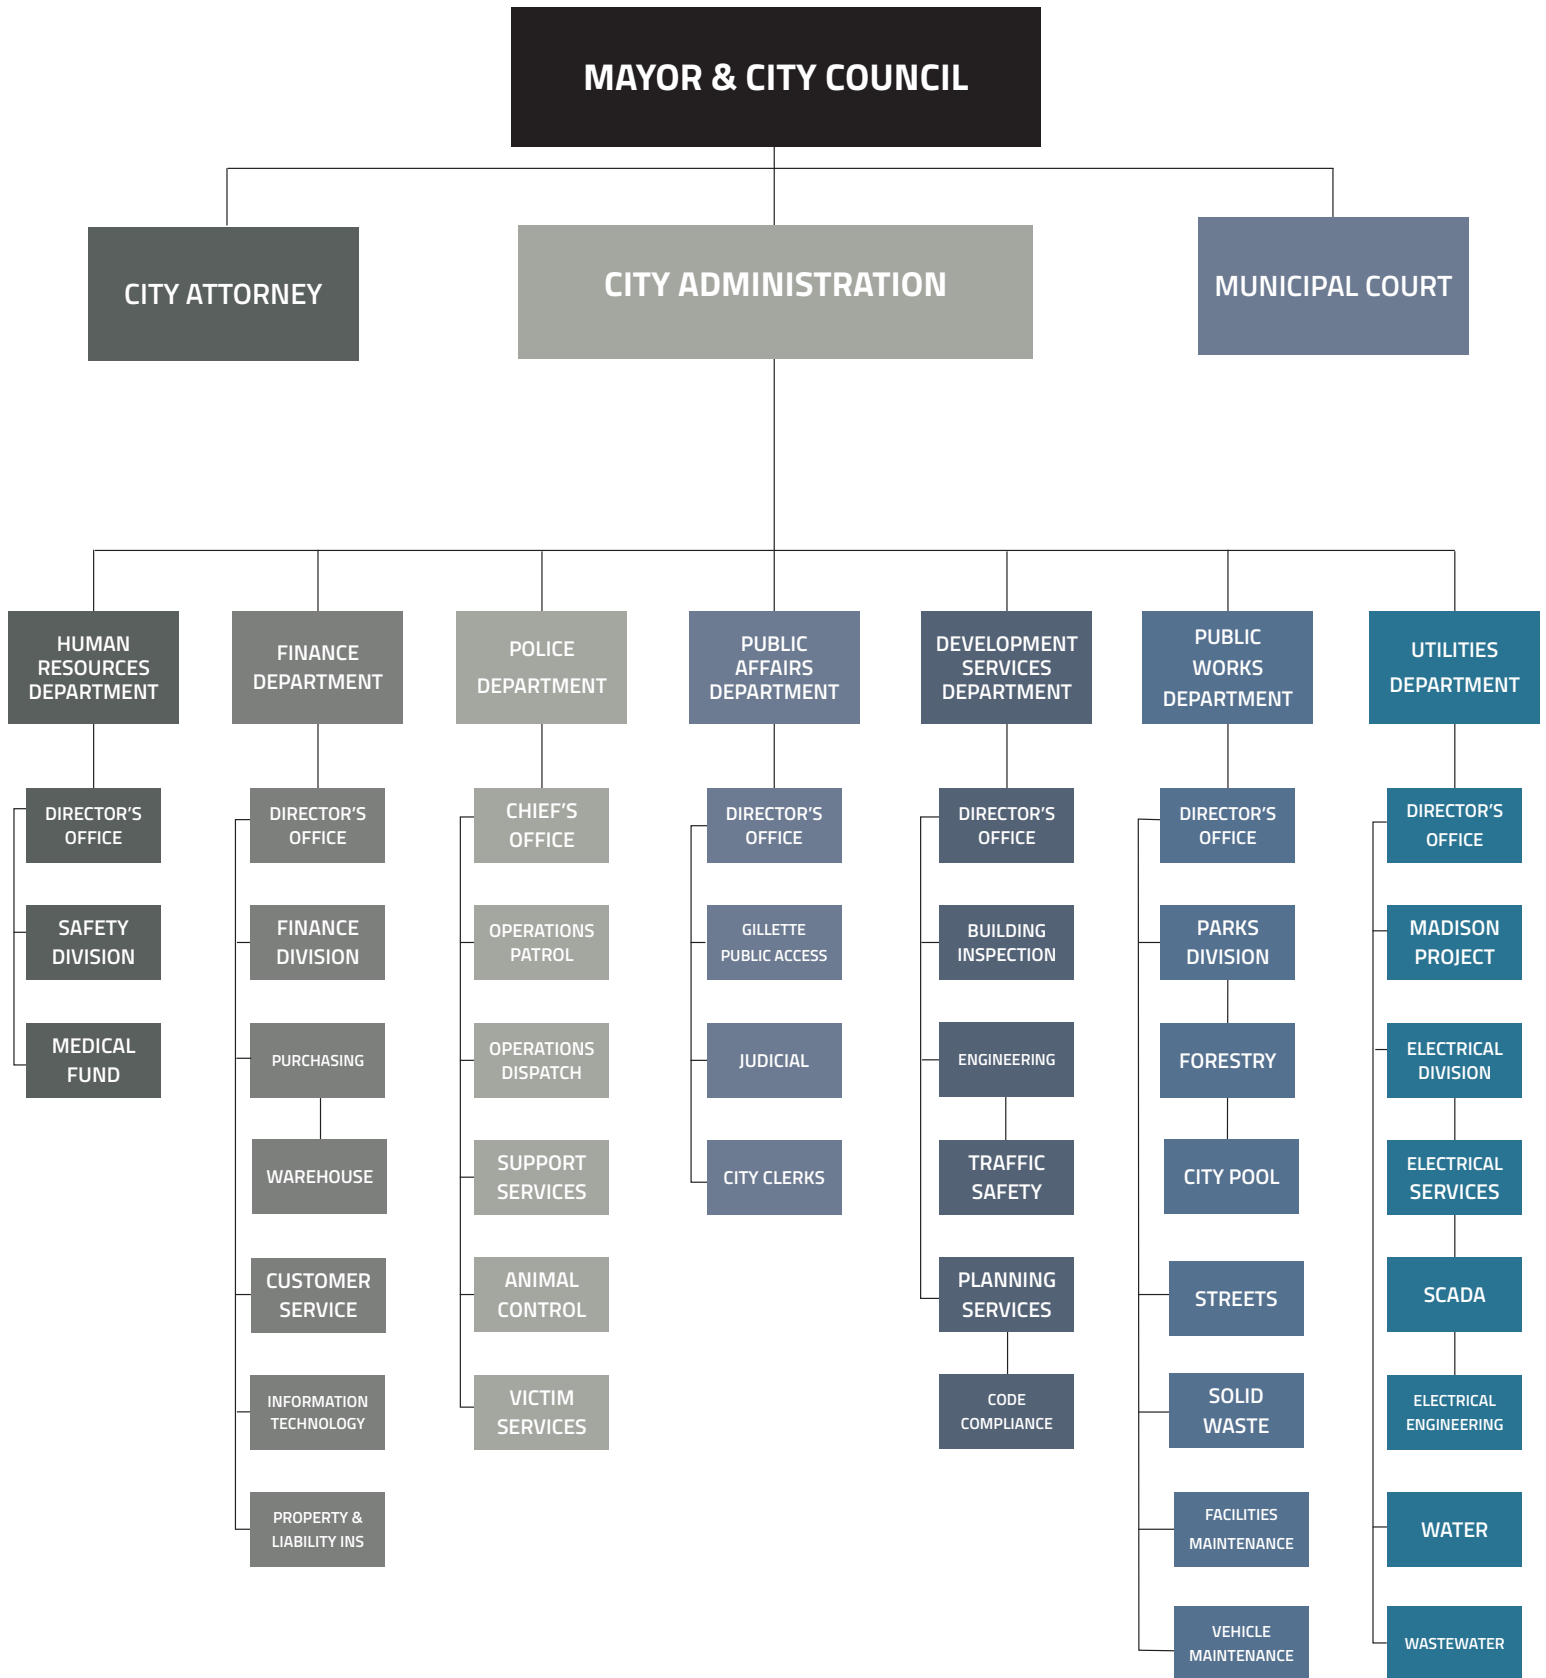 MAYOR & CITY COUNCIL
CITY ATTORNEY
CITY ADMINISTRATION
MUNICIPAL COURT
HUMAN
RESOURCES
DEPARTMENT
FINANCE
DEPARTMENT
POLICE
DEPARTMENT
PUBLIC
AFFAIRS
DEPARTMENT
DEVELOPMENT
SERVICES
DEPARTMENT
PUBLIC
WORKS
DEPARTMENT
UTILITIES
DEPARTMENT
DIRECTOR'S
OFFICE
SAFETY
DIVISION
MEDICAL
FUND
DIRECTOR'S
OFFICE
FINANCE
DIVISION
PURCHASING
WAREHOUSE
CUSTOMER
SERVICE
INFORMATION
TECHNOLOGY
PROPERTY &
LIABILITY INS
CHIEF'S
OFFICE
OPERATIONS
PATROL
OPERATIONS
DISPATCH
SUPPORT
SERVICES
ANIMAL
CONTROL
VICTIM
SERVICES
DIRECTOR'S
OFFICE
GILLETTE
PUBLIC ACCESS
JUDICIAL
CITY CLERKS
DIRECTOR'S
OFFICE
BUILDING
INSPECTION
ENGINEERING
TRAFFIC
SAFETY
PLANNING
SERVICES
CODE
COMPLIANCE
DIRECTOR'S
OFFICE
PARKS
DIVISION
FORESTRY
CITY POOL
STREETS
SOLID
WASTE
FACILITIES
MAINTENANCE
VEHICLE
MAINTENANCE
DIRECTOR'S
OFFICE
MADISON
PROJECT
ELECTRICAL
DIVISION
ELECTRICAL
SERVICES
SCADA
ELECTRICAL
ENGINEERING
WATER
WASTEWATER